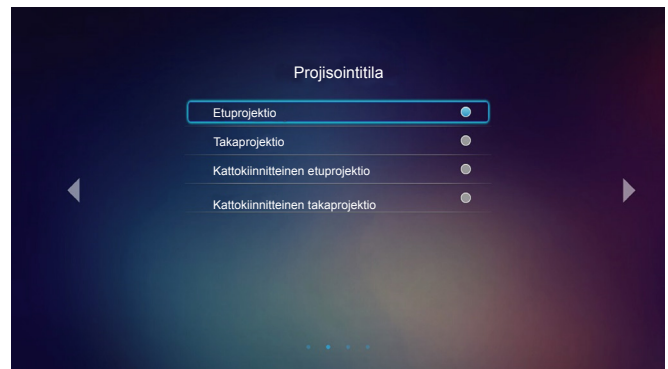 Projisointitila
Etuprojektio
Takaprojektio
Kattokiinnitteinen etuprojektio
Kattokiinnitteinen takaprojektio